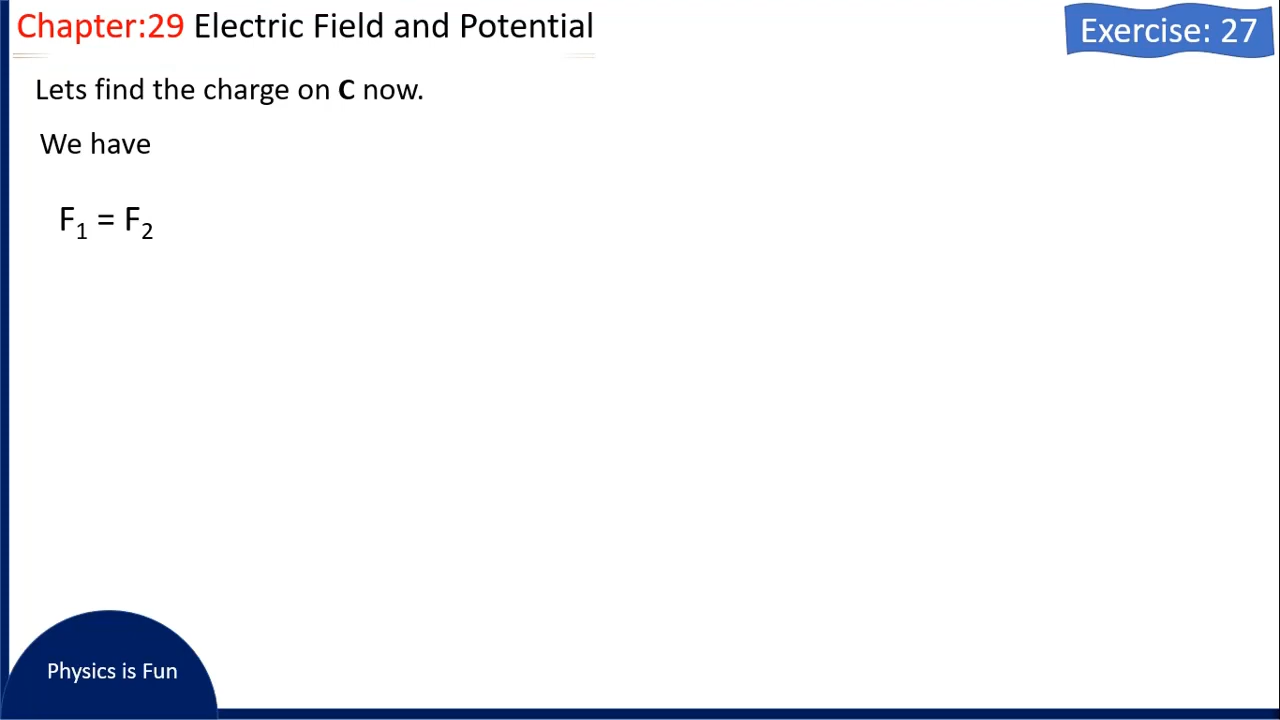 Chapter:29 Electric Field and Potential
Exercise: 27
Lets find the charge on C now.
We have
F₁ = F₂
Physics is Fun